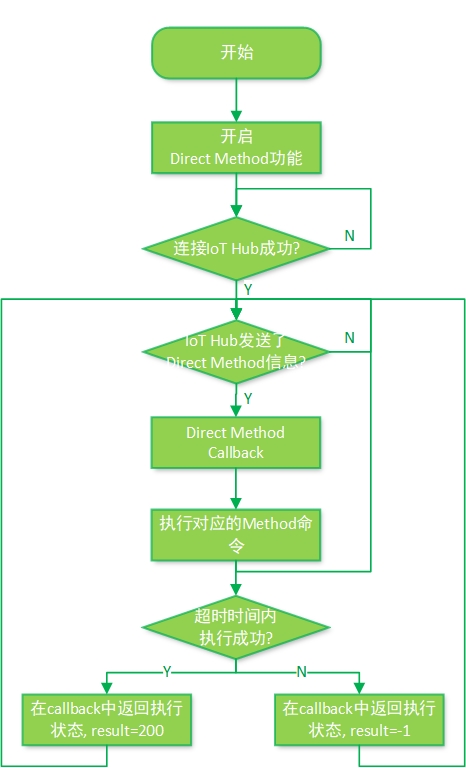 开始
开启
Direct Method功能
连接IoT Hub成功?
N
Y
IoT Hub发送了
Direct Method信息?
N
Y
Direct Method
Callback
执行对应的Method命
令
超时时间内
执行成功?
Y
N
在callback中返回执行
状态, result=200
在callback中返回执行
状态, result=-1